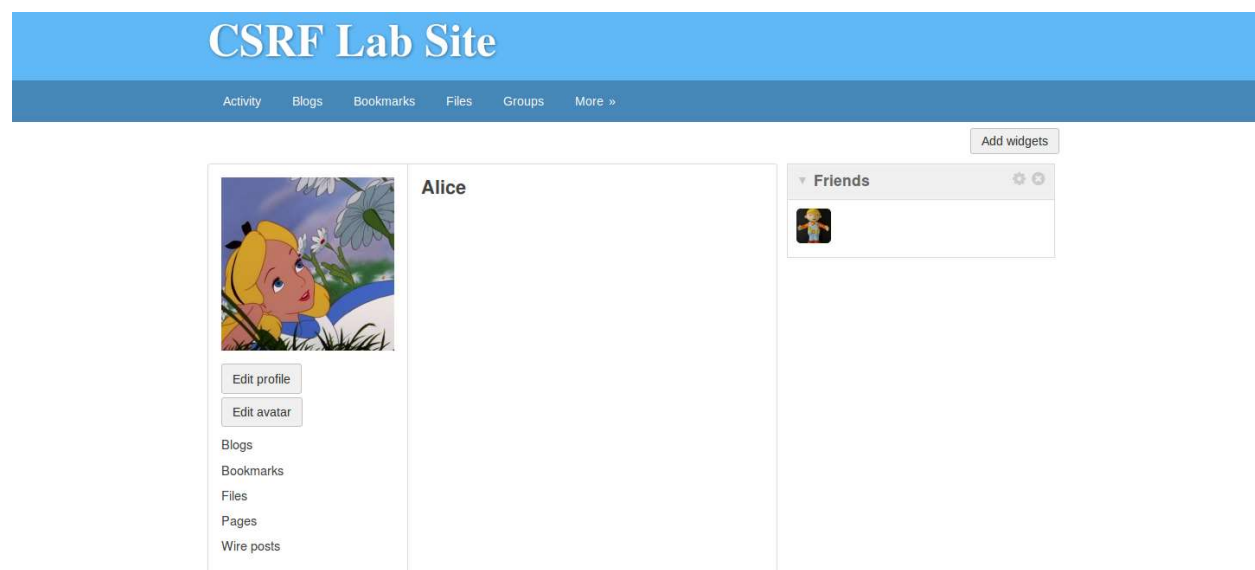 CSRF Lab Site
Activity Blogs Bookmarks Files Groups More »
Add widgets
Alice
Friends
Edit profile
Edit avatar
Blogs
Bookmarks
Files
Pages
Wire posts